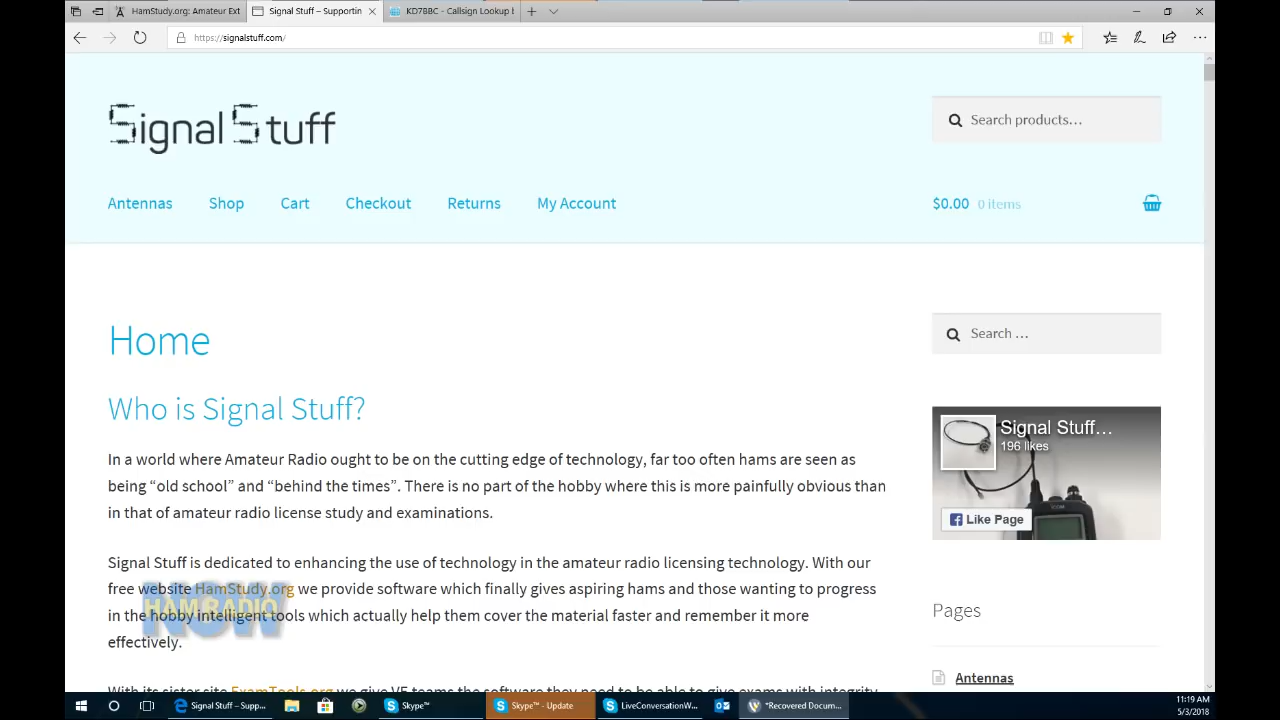 HamStudy.org: Amateur Ext
Signal Stuff – Supportin
KD7BBC - Callsign Lookup b
https://signalstuff.com/
Signal Stuff
Search products…
Antennas Shop Cart Checkout Returns My Account
$0.00 0 items
Home
Search …
Who is Signal Stuff?
Signal Stuff…
196 likes
Like Page
In a world where Amateur Radio ought to be on the cutting edge of technology, far too often hams are seen as
being “old school” and “behind the times”. There is no part of the hobby where this is more painfully obvious than
in that of amateur radio license study and examinations.
Signal Stuff is dedicated to enhancing the use of technology in the amateur radio licensing technology. With our
free website HamStudy.org we provide software which finally gives aspiring hams and those wanting to progress
in the hobby intelligent tools which actually help them cover the material faster and remember it more
effectively.
HAM RADIO
NOW
With its sister site ExamTools.org we give VE teams the software they need to be able to give exams with integrity
Pages
Antennas
Signal Stuff – Supp...
Skype™
Skype™ - Update
LiveConversationW...
*Recovered Docum...
11:19 AM
5/3/2018